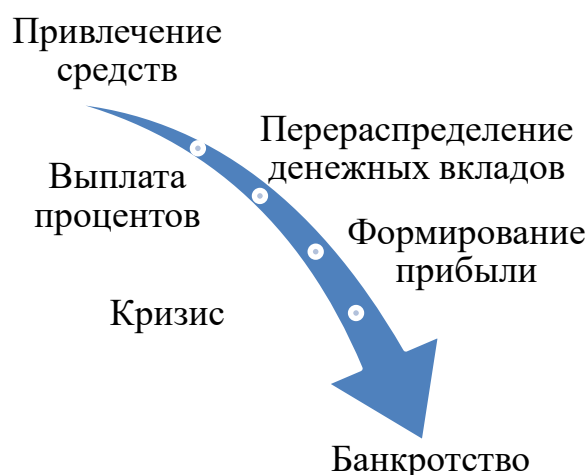 Привлечение
средств
Перераспределение
денежных вкладов
Выплата
процентов
Формирование
прибыли
Кризис
Банкротство